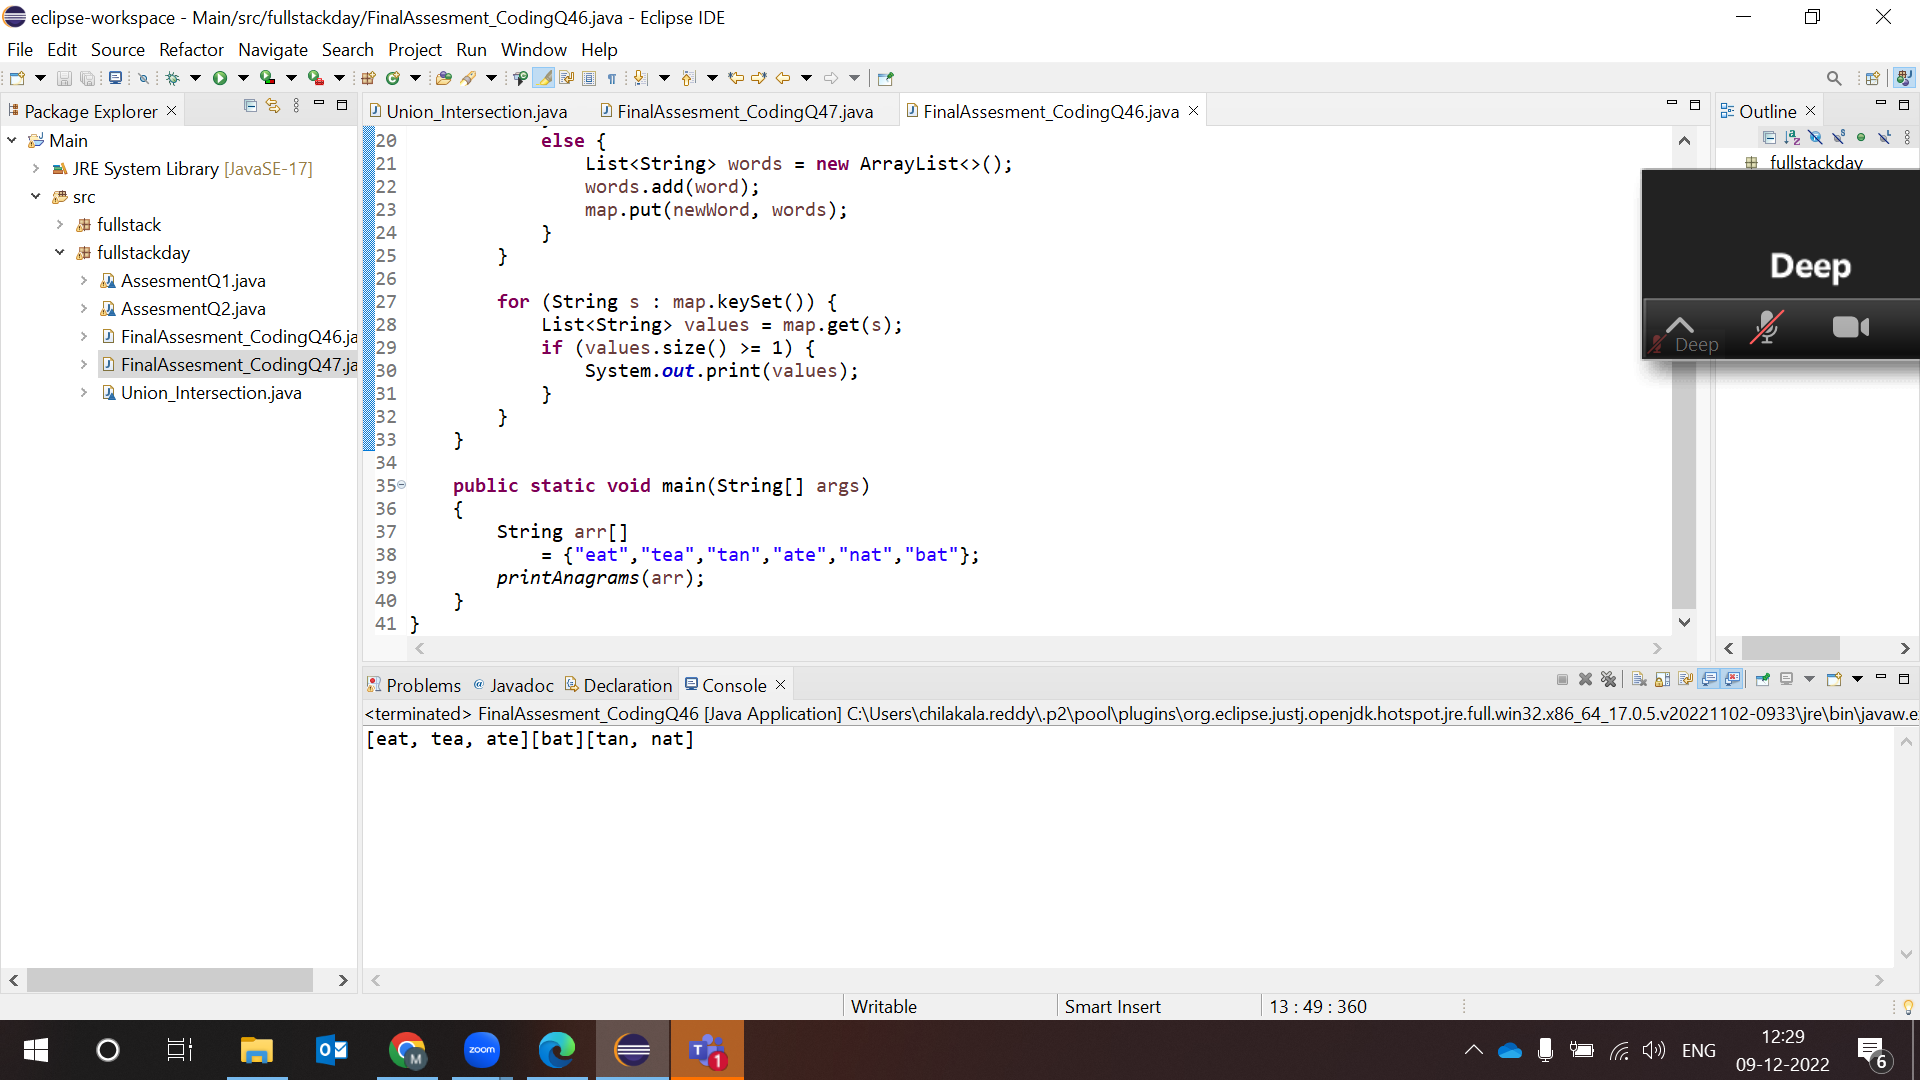 eclipse-workspace - Main/src/fullstackday/FinalAssesment_CodingQ46.java - Eclipse IDE
File Edit Source Refactor Navigate Search Project Run Window Help
Package Explorer
Main
JRE System Library [JavaSE-17]
src
fullstack
fullstackday
AssesmentQ1.java
AssesmentQ2.java
FinalAssesment_CodingQ46.ja
FinalAssesment_CodingQ47.ja
Union_Intersection.java
Union_Intersection.java FinalAssesment_CodingQ47.java FinalAssesment_CodingQ46.java
20 else {
21 List<String> words = new ArrayList<>();
22 words.add(word);
23 map.put(newWord, words);
24 }
25 }
26
27 for (String s : map.keySet()) {
28 List<String> values = map.get(s);
29 if (values.size() >= 1) {
30 System.out.print(values);
31 }
32 }
33 }
34
35 public static void main(String[] args)
36 {
37 String arr[]
38 = {"eat","tea","tan","ate","nat","bat"};
39 printAnagrams(arr);
40 }
41 }
Outline
fullstackday
Deep
Deep
Problems @ Javadoc Declaration Console
<terminated> FinalAssesment_CodingQ46 [Java Application] C:\Users\chilakala.reddy\.p2\pool\plugins\org.eclipse.justj.openjdk.hotspot.jre.full.win32.x86_64_17.0.5.v20221102-0933\jre\bin\javaw.e
[eat, tea, ate][bat][tan, nat]
Writable Smart Insert 13 : 49 : 360
M
zoom
T 1
ENG
12:29
09-12-2022
6